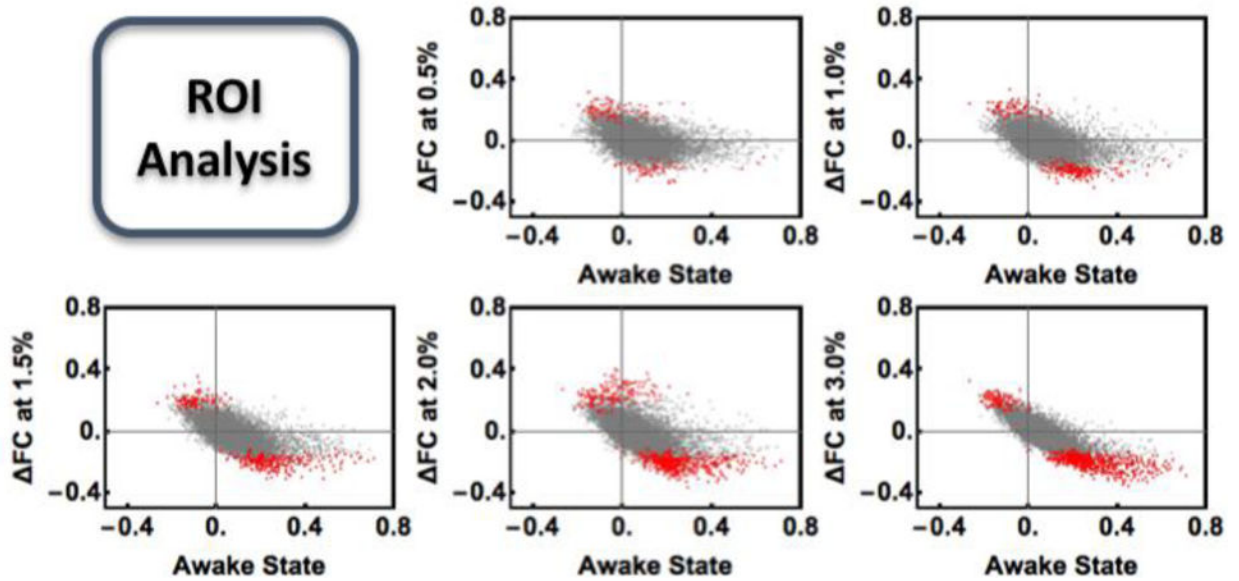 ROI
Analysis
ΔFC at 0.5%
0.8
0.4
0.
−0.4
−0.4 0. 0.4 0.8
Awake State
ΔFC at 1.0%
0.8
0.4
0.
−0.4
−0.4 0. 0.4 0.8
Awake State
ΔFC at 1.5%
0.8
0.4
0.
−0.4
−0.4 0. 0.4 0.8
Awake State
ΔFC at 2.0%
0.8
0.4
0.
−0.4
−0.4 0. 0.4 0.8
Awake State
ΔFC at 3.0%
0.8
0.4
0.
−0.4
−0.4 0. 0.4 0.8
Awake State